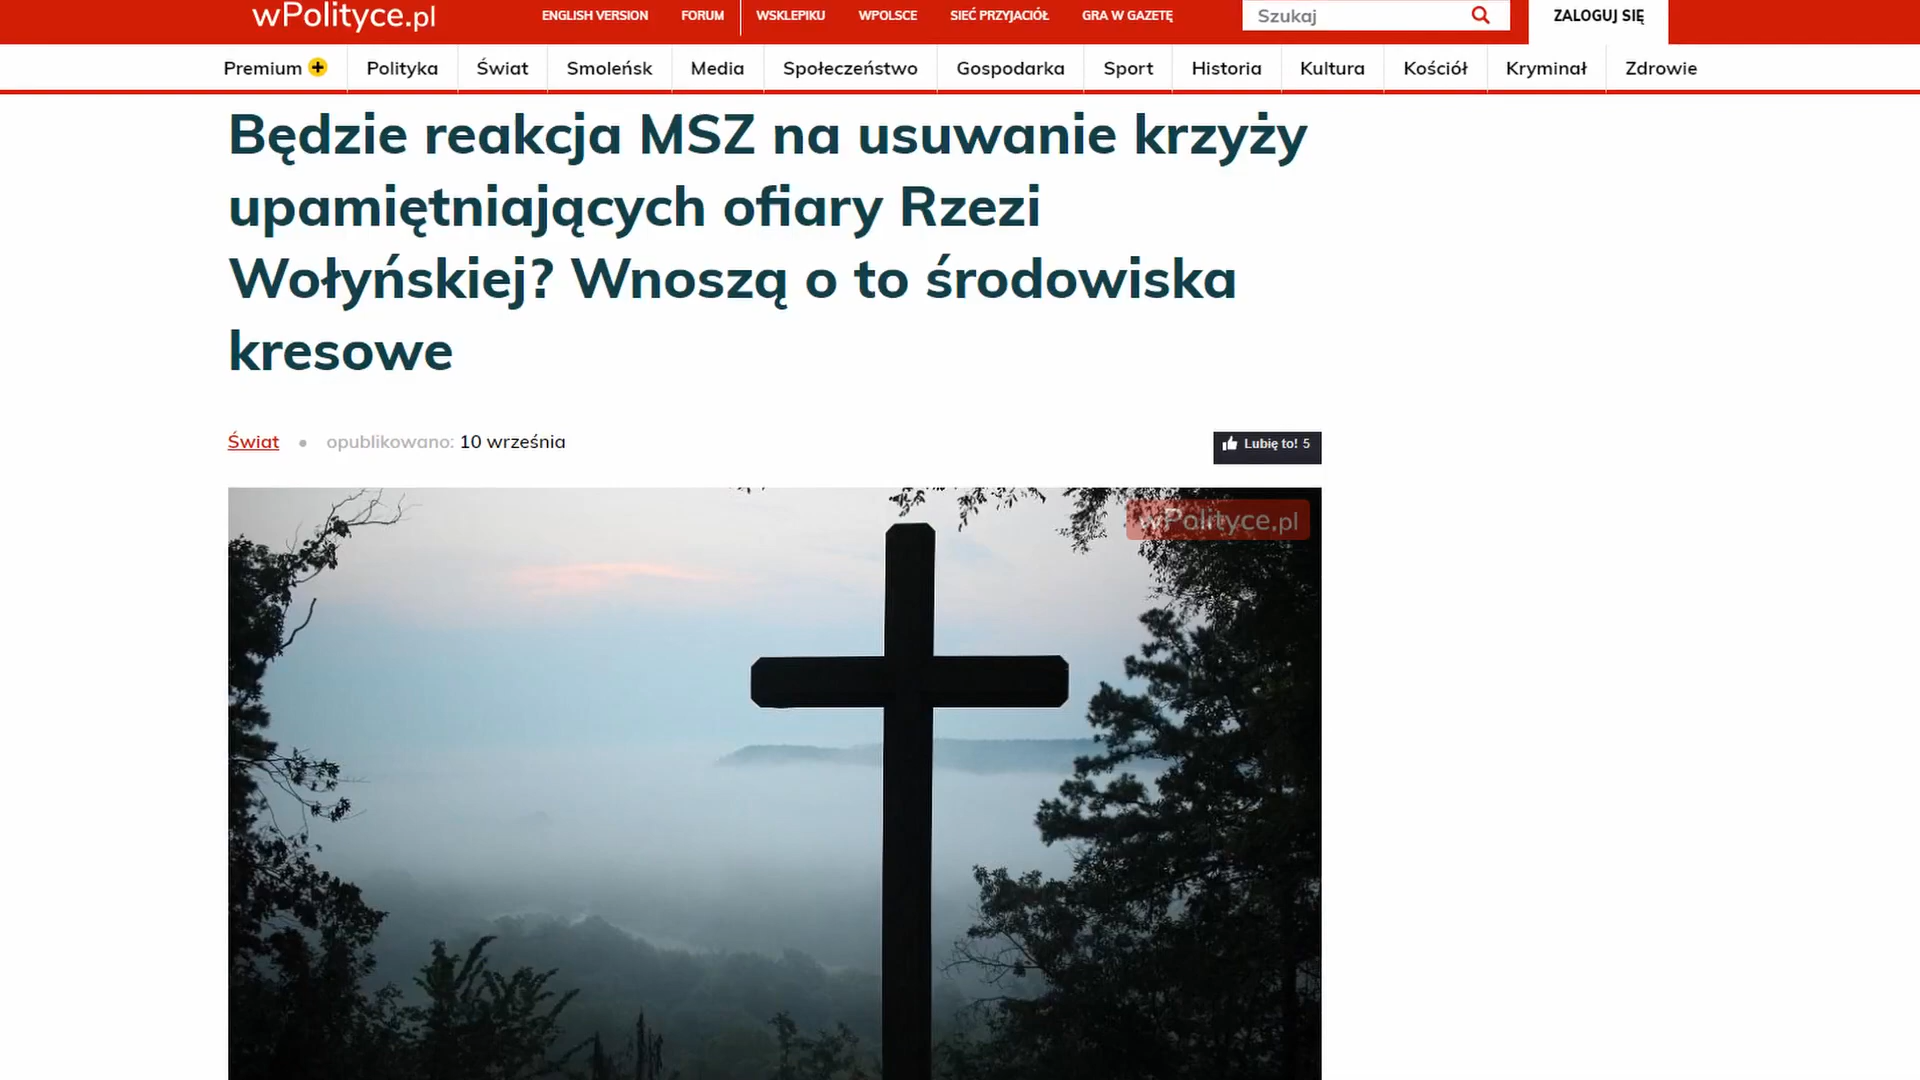 wPolityce.pl
ENGLISH VERSION FORUM WSKLEPIKU WPOLSCE SIEĆ PRZYJACIÓŁ GRA W GAZETĘ Szukaj ZALOGUJ SIĘ
Premium Polityka Świat Smoleńsk Media Społeczeństwo Gospodarka Sport Historia Kultura Kościół Kryminał Zdrowie
Będzie reakcja MSZ na usuwanie krzyży
upamiętniających ofiary Rzezi
Wołyńskiej? Wnoszą o to środowiska
kresowe
Świat • opublikowano: 10 września
Lubię to! 5
wPolityce.pl